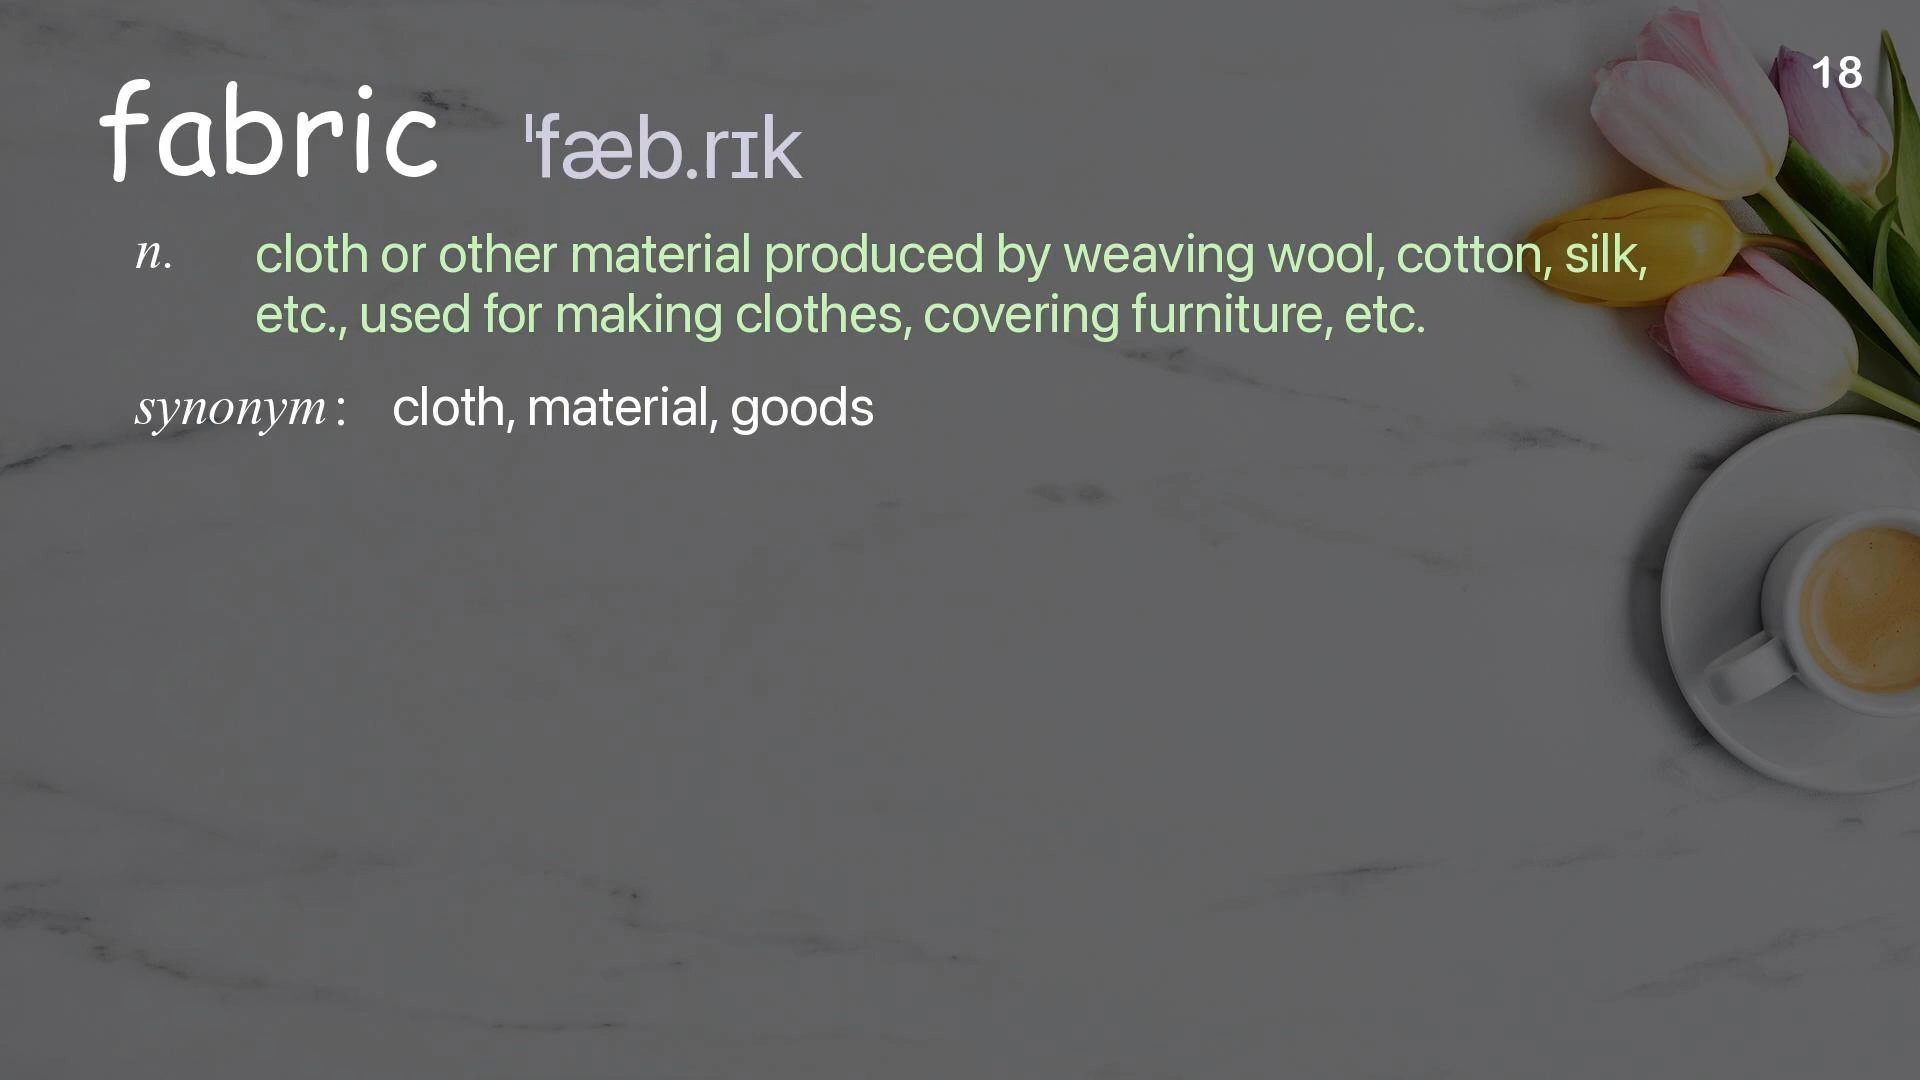 18
fabric ˈfæb.rɪk
n. cloth or other material produced by weaving wool, cotton, silk,
etc., used for making clothes, covering furniture, etc.
synonym: cloth, material, goods